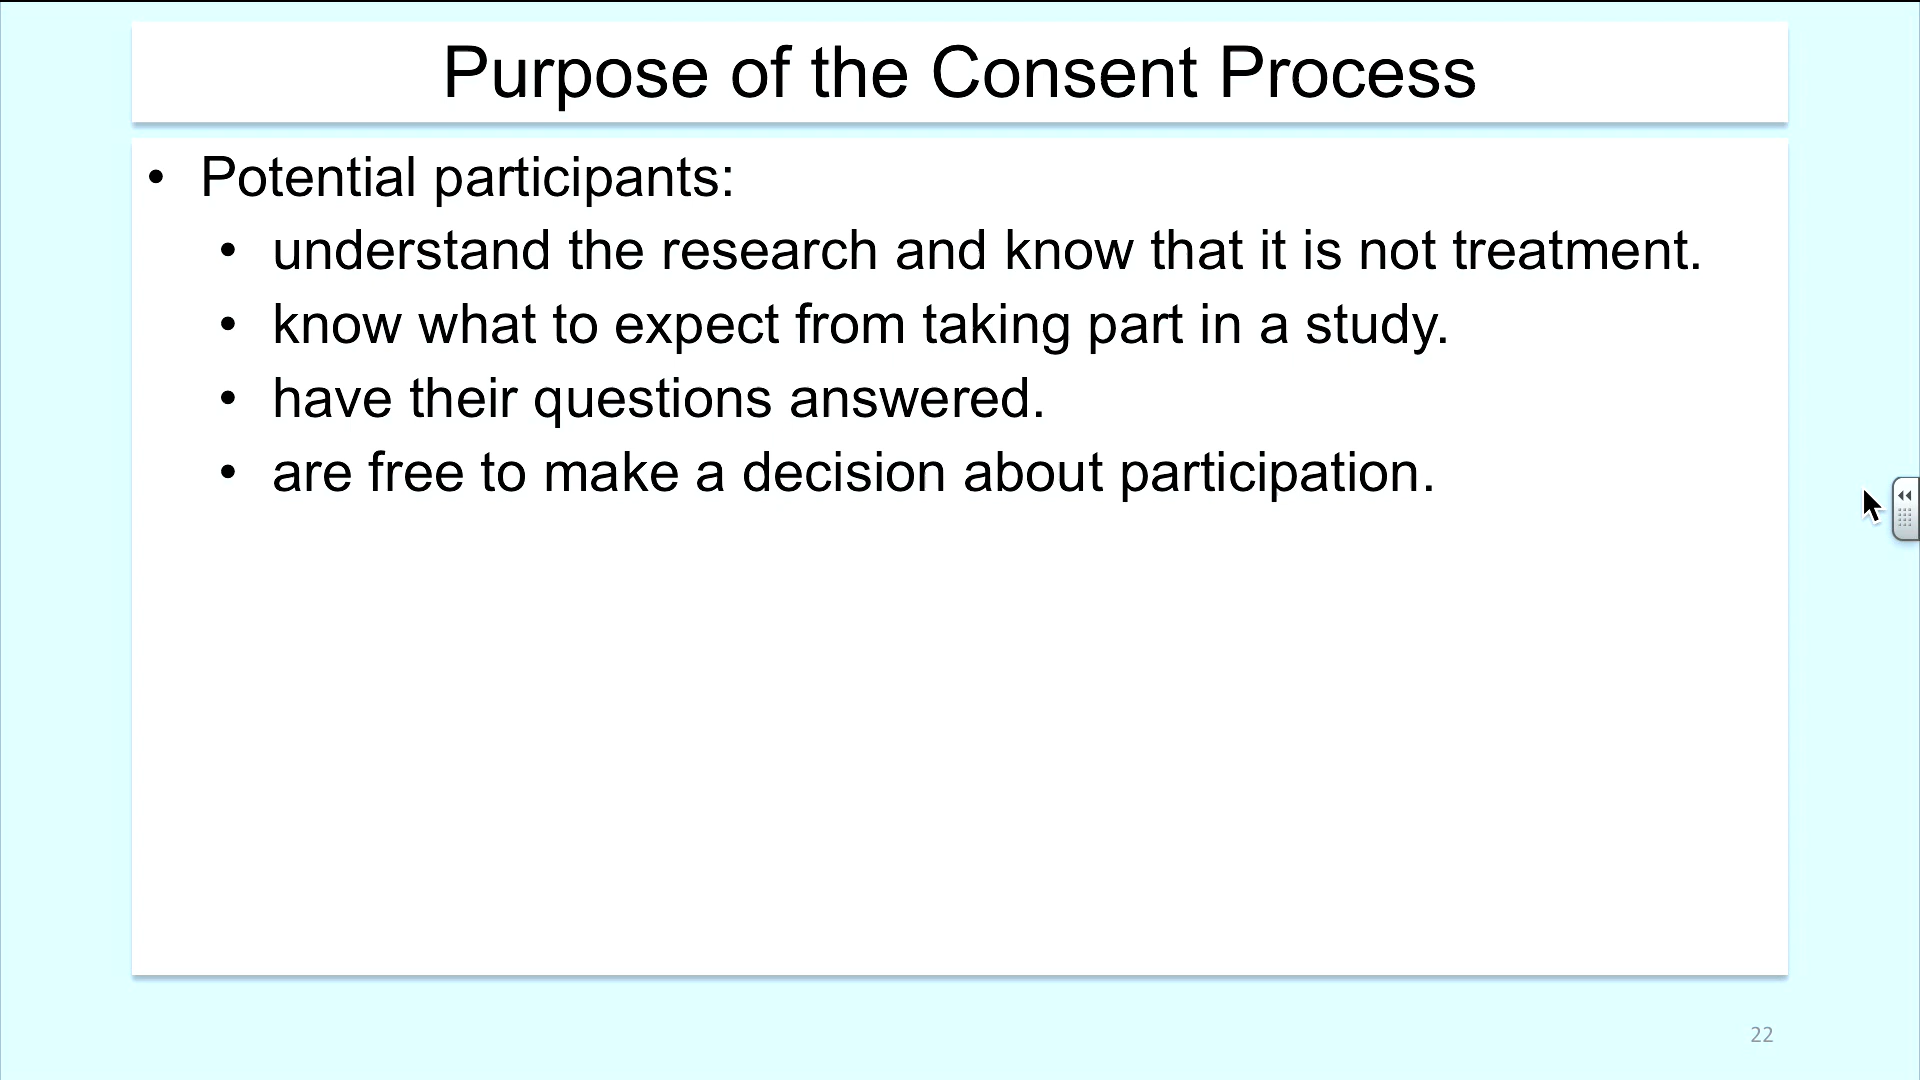 Purpose of the Consent Process
• Potential participants:
• understand the research and know that it is not treatment.
• know what to expect from taking part in a study.
• have their questions answered.
• are free to make a decision about participation.
22